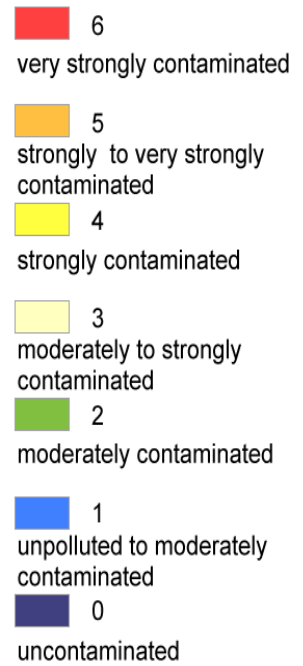 6
very strongly contaminated
5
strongly to very strongly
contaminated
4
strongly contaminated
3
moderately to strongly
contaminated
2
moderately contaminated
1
unpolluted to moderately
contaminated
0
uncontaminated